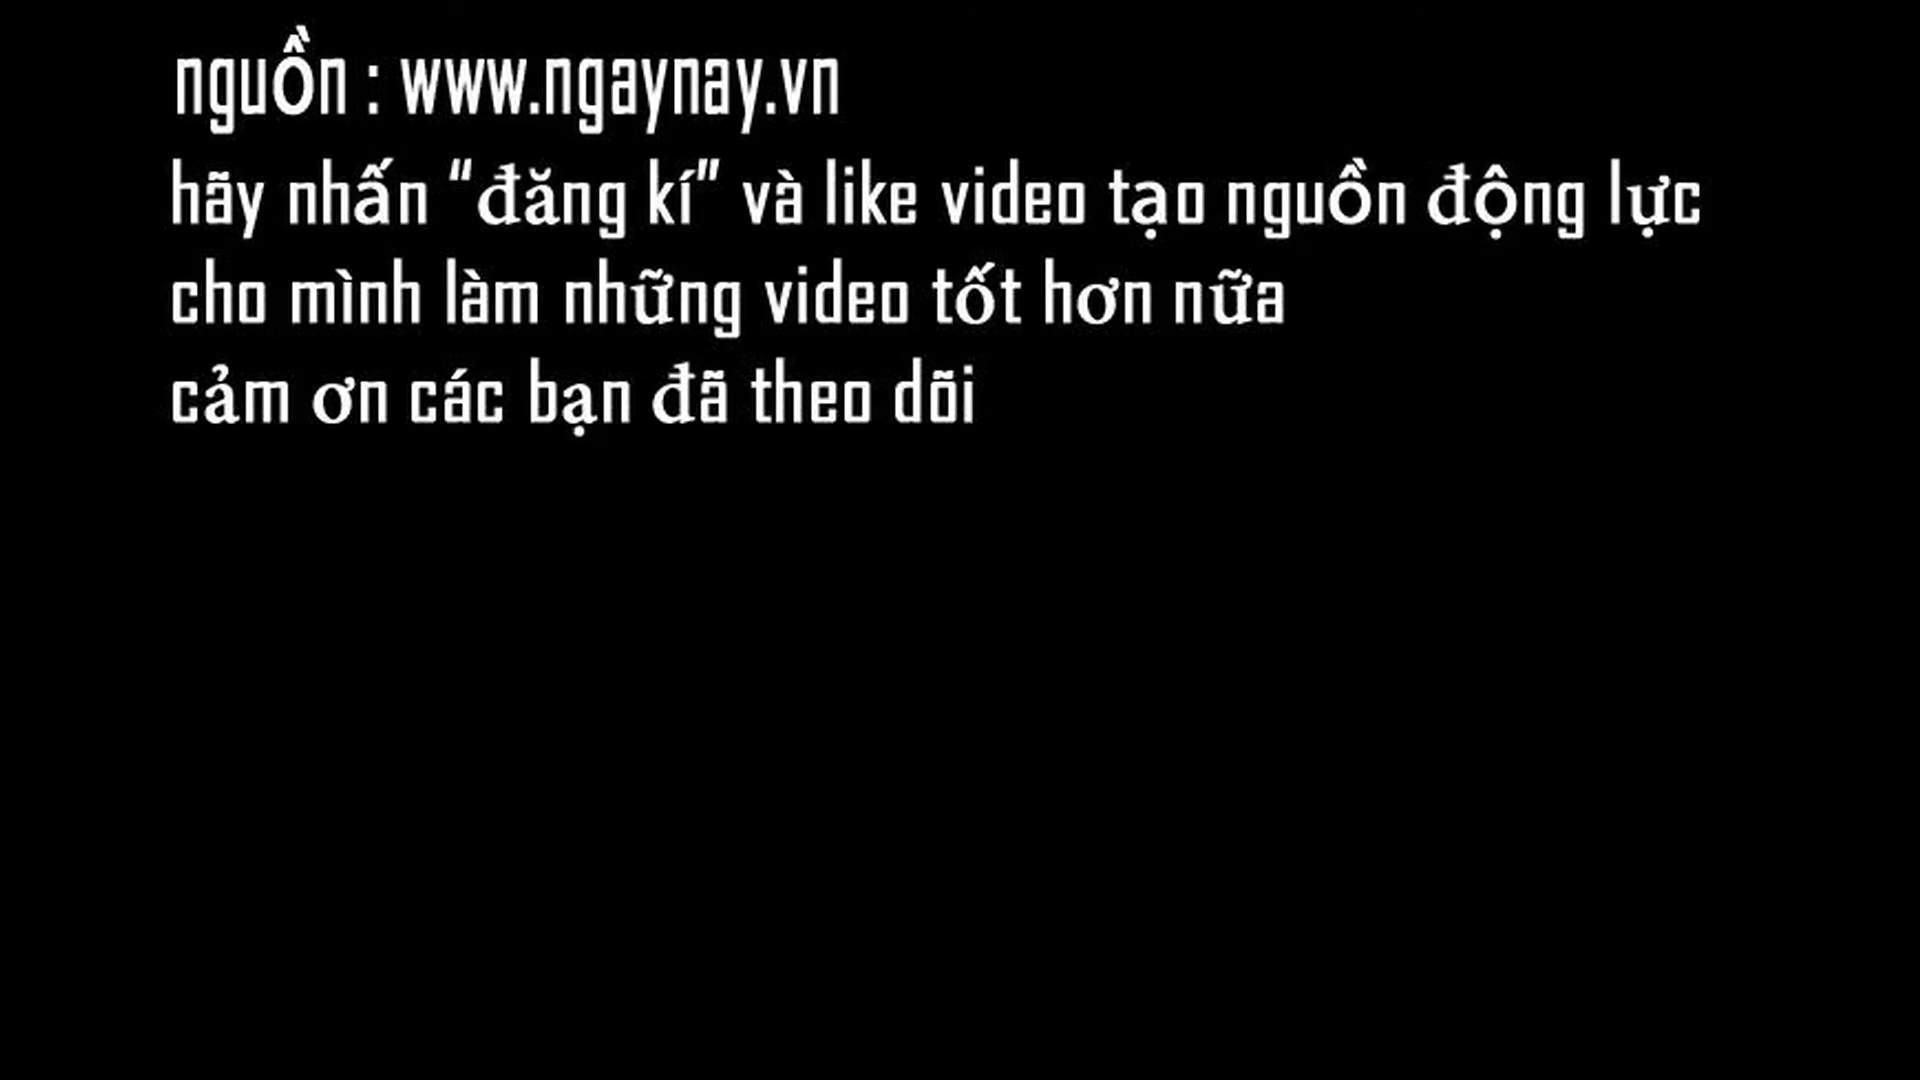 nguồn : www.ngaynay.vn
hãy nhấn “đăng kí” và like video tạo nguồn động lực
cho mình làm những video tốt hơn nữa
cảm ơn các bạn đã theo dõi